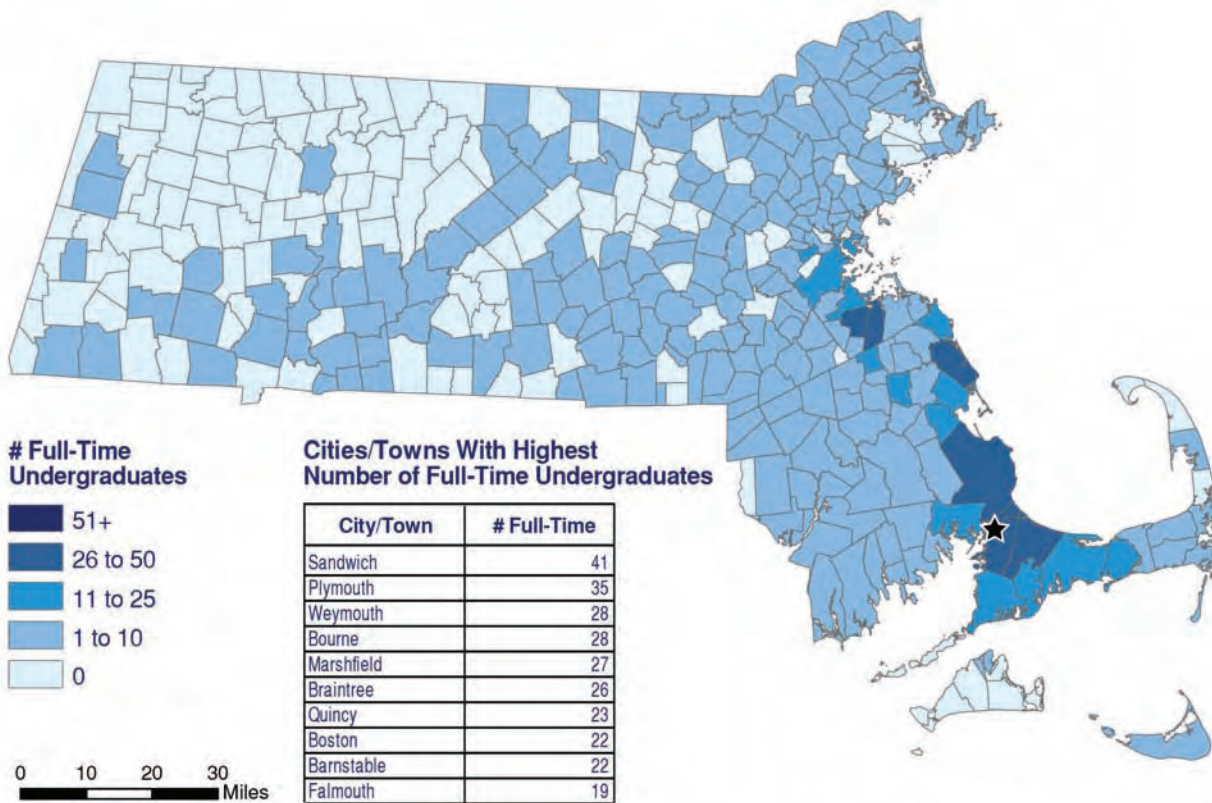 # Full-Time
Undergraduates
51+
26 to 50
11 to 25
1 to 10
0
0 10 20 30
Miles
Cities/Towns With Highest
Number of Full-Time Undergraduates
City/Town # Full-Time
Sandwich 41
Plymouth 35
Weymouth 28
Bourne 28
Marshfield 27
Braintree 26
Quincy 23
Boston 22
Barnstable 22
Falmouth 19